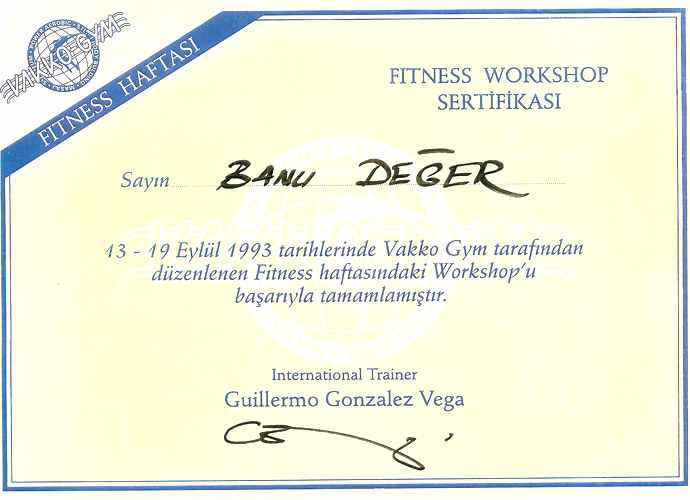 VAKKO GYM
FITNESS HAFTASI
FITNESS WORKSHOP
SERTİFİKASI
Sayın BANU DEĞER
13 - 19 Eylül 1993 tarihlerinde Vakko Gym tarafından
düzenlenen Fitness haftasındaki Workshop'u
başarıyla tamamlamıştır.
International Trainer
Guillermo Gonzalez Vega